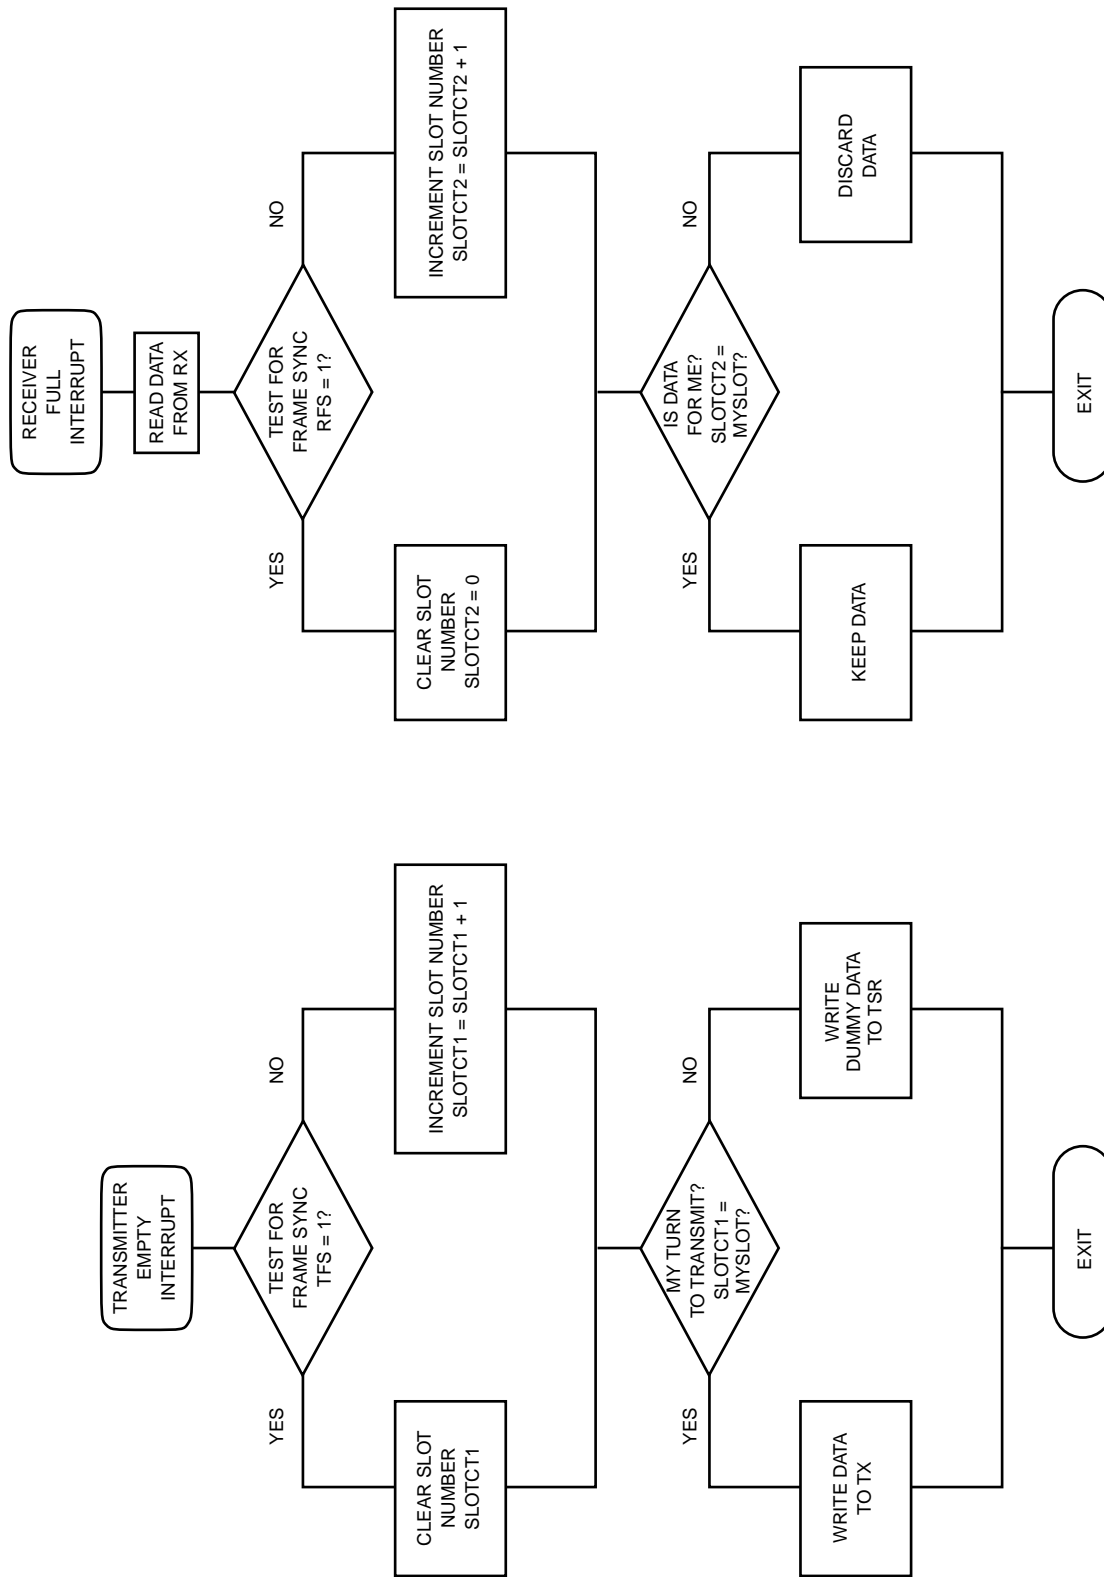 TRANSMITTER
EMPTY
INTERRUPT
TEST FOR
FRAME SYNC
TFS = 1?
YES
NO
CLEAR SLOT
NUMBER
SLOTCT1
INCREMENT SLOT NUMBER
SLOTCT1 = SLOTCT1 + 1
MY TURN
TO TRANSMIT?
SLOTCT1 =
MYSLOT?
YES
NO
WRITE DATA
TO TX
WRITE
DUMMY DATA
TO TSR
EXIT
RECEIVER
FULL
INTERRUPT
READ DATA
FROM RX
TEST FOR
FRAME SYNC
RFS = 1?
YES
NO
CLEAR SLOT
NUMBER
SLOTCT2 = 0
INCREMENT SLOT NUMBER
SLOTCT2 = SLOTCT2 + 1
IS DATA
FOR ME?
SLOTCT2 =
MYSLOT?
YES
NO
KEEP DATA
DISCARD
DATA
EXIT